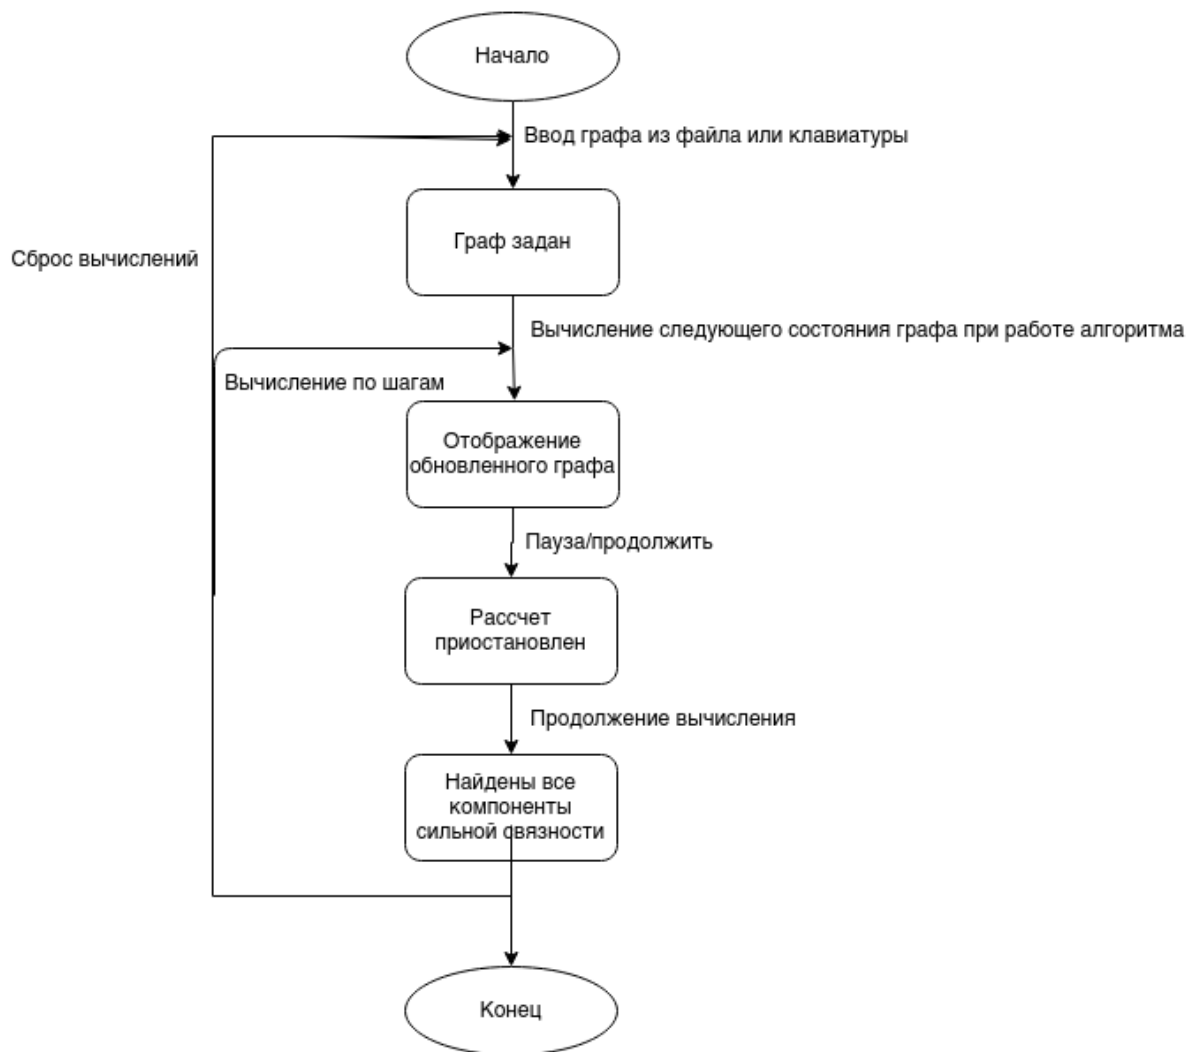 Начало
Ввод графа из файла или клавиатуры
Граф задан
Сброс вычислений
Вычисление следующего состояния графа при работе алгоритма
Вычисление по шагам
Отображение
обновленного графа
Пауза/продолжить
Рассчет
приостановлен
Продолжение вычисления
Найдены все
компоненты
сильной связности
Конец